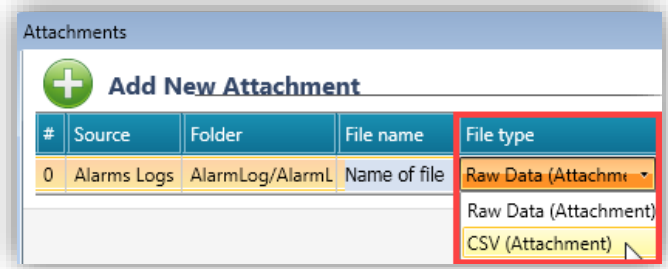 Attachments
Add New Attachment
# Source Folder File name File type
0 Alarms Logs AlarmLog/AlarmL Name of file Raw Data (Attachme
Raw Data (Attachment)
CSV (Attachment)